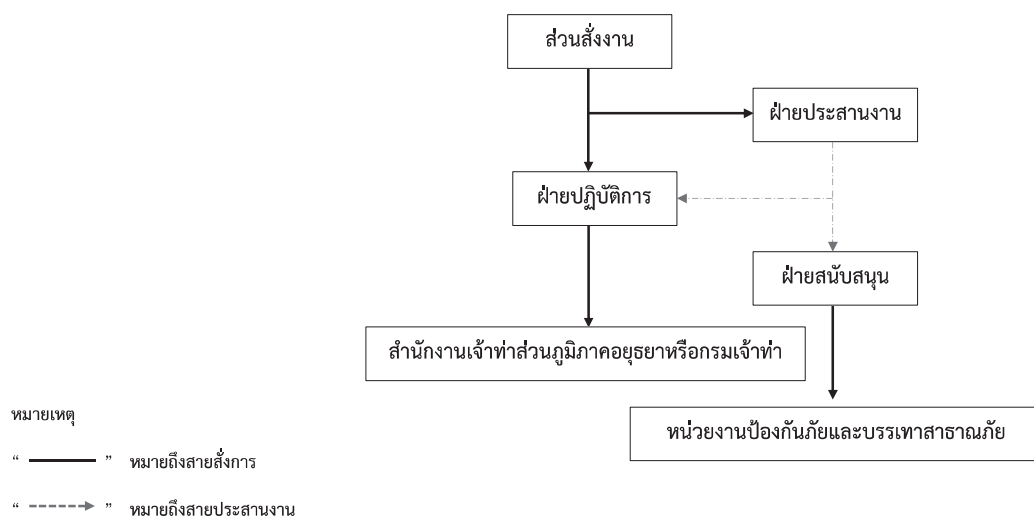 ส่วนสั่งงาน
ฝ่ายประสานงาน
ฝ่ายปฏิบัติการ
ฝ่ายสนับสนุน
สำนักงานเจ้าท่าส่วนภูมิภาคอยุธยาหรือกรมเจ้าท่า
หน่วยงานป้องกันภัยและบรรเทาสาธาณภัย
หมายเหตุ
“ ” หมายถึงสายสั่งการ
“ ” หมายถึงสายประสานงาน